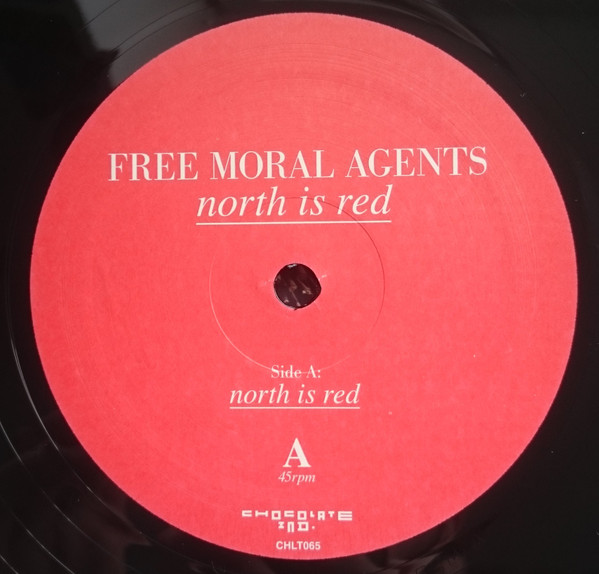 FREE MORAL AGENTS
north is red
Side A:
north is red
A
45rpm
CHOCOLATE
IND.
CHLT065